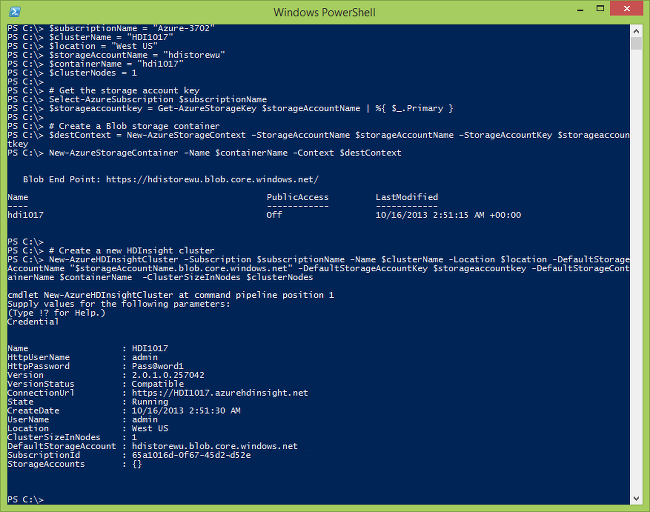 Windows PowerShell
PS C:\> $subscriptionName = "Azure-3702"
PS C:\> $clusterName = "HDI1017"
PS C:\> $location = "West US"
PS C:\> $storageAccountName = "hdistorewu"
PS C:\> $containerName = "hdi1017"
PS C:\> $clusterNodes = 1
PS C:\>
PS C:\> # Get the storage account key
PS C:\> Select-AzureSubscription $subscriptionName
PS C:\> $storageaccountkey = Get-AzureStorageKey $storageAccountName | %{ $_.Primary }
PS C:\>
PS C:\> # Create a Blob storage container
PS C:\> $destContext = New-AzureStorageContext -StorageAccountName $storageAccountName -StorageAccountKey $storageaccoun
tkey
PS C:\> New-AzureStorageContainer -Name $containerName -Context $destContext
Blob End Point: https://hdistorewu.blob.core.windows.net/
Name PublicAccess LastModified
---- ------------ ------------
hdi1017 Off 10/16/2013 2:51:15 AM +00:00
PS C:\>
PS C:\> # Create a new HDInsight cluster
PS C:\> New-AzureHDInsightCluster -Subscription $subscriptionName -Name $clusterName -Location $location -DefaultStorage
AccountName "$storageAccountName.blob.core.windows.net" -DefaultStorageAccountKey $storageaccountkey -DefaultStorageCont
ainerName $containerName  -ClusterSizeInNodes $clusterNodes
cmdlet New-AzureHDInsightCluster at command pipeline position 1
Supply values for the following parameters:
(Type !? for Help.)
Credential
Name : HDI1017
HttpUserName : admin
HttpPassword : Pass@word1
Version : 2.0.1.0.257042
VersionStatus : Compatible
ConnectionUrl : https://HDI1017.azurehdinsight.net
State : Running
CreateDate : 10/16/2013 2:51:30 AM
UserName : admin
Location : West US
ClusterSizeInNodes : 1
DefaultStorageAccount : hdistorewu.blob.core.windows.net
SubscriptionId : 65a1016d-0f67-45d2-d52e
StorageAccounts : {}
PS C:\>